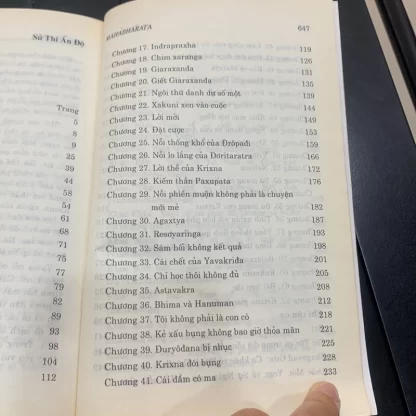 Sử Thi Ấn Độ
Trang
5
8
9
25
39
44
58
54
61
68
71
75
77
79
82
89
93
98
104
112
MAHABHARATA 647
Chương 17. Indrapraxha 119
Chương 18. Chim xaranga 126
Chương 19. Giaraxanda 131
Chương 20. Giết Giaraxanda 135
Chương 21. Ngôi thứ danh dự số một 139
Chương 22. Xakuni xen vào cuộc 144
Chương 23. Lời mời 149
Chương 24. Đặt cược 153
Chương 25. Nỗi thống khổ của Đrôpadi 159
Chương 26. Nỗi lo lắng của Dơritaratra 166
Chương 27. Lời thề của Krixna 172
Chương 28. Kiếm thần Paxupata 176
Chương 29. Nỗi phiền muộn không phải là chuyện
mới mẻ 182
Chương 30. Agaxtya 187
Chương 31. Resdyaringa 193
Chương 32. Sám hối không kết quả 198
Chương 33. Cái chết của Yavakrida 201
Chương 34. Chỉ học thôi không đủ 205
Chương 35. Astavakra 208
Chương 36. Bhima và Hanuman 212
Chương 37. Tôi không phải là con cò 218
Chương 38. Kẻ xấu bụng không bao giờ thỏa mãn 221
Chương 39. Đuryôdana bị nhục 225
Chương 40. Krixna đói bụng 228
Chương 41. Cái đầm có ma 233